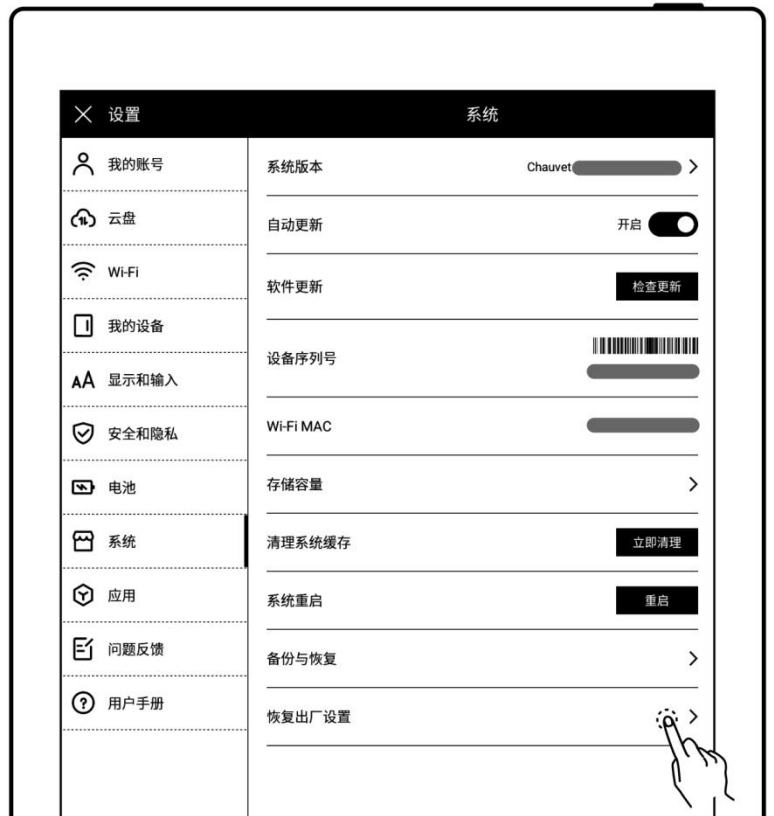 设置
系统
我的账号
云盘
Wi-Fi
我的设备
AA 显示和输入
安全和隐私
电池
系统
应用
问题反馈
用户手册
系统版本 Chauvet
自动更新 开启
软件更新 检查更新
设备序列号
Wi-Fi MAC
存储容量
清理系统缓存 立即清理
系统重启 重启
备份与恢复
恢复出厂设置